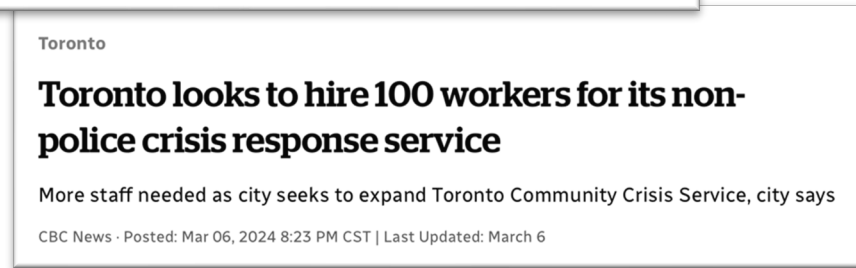 Toronto
Toronto looks to hire 100 workers for its non-
police crisis response service
More staff needed as city seeks to expand Toronto Community Crisis Service, city says
CBC News · Posted: Mar 06, 2024 8:23 PM CST | Last Updated: March 6